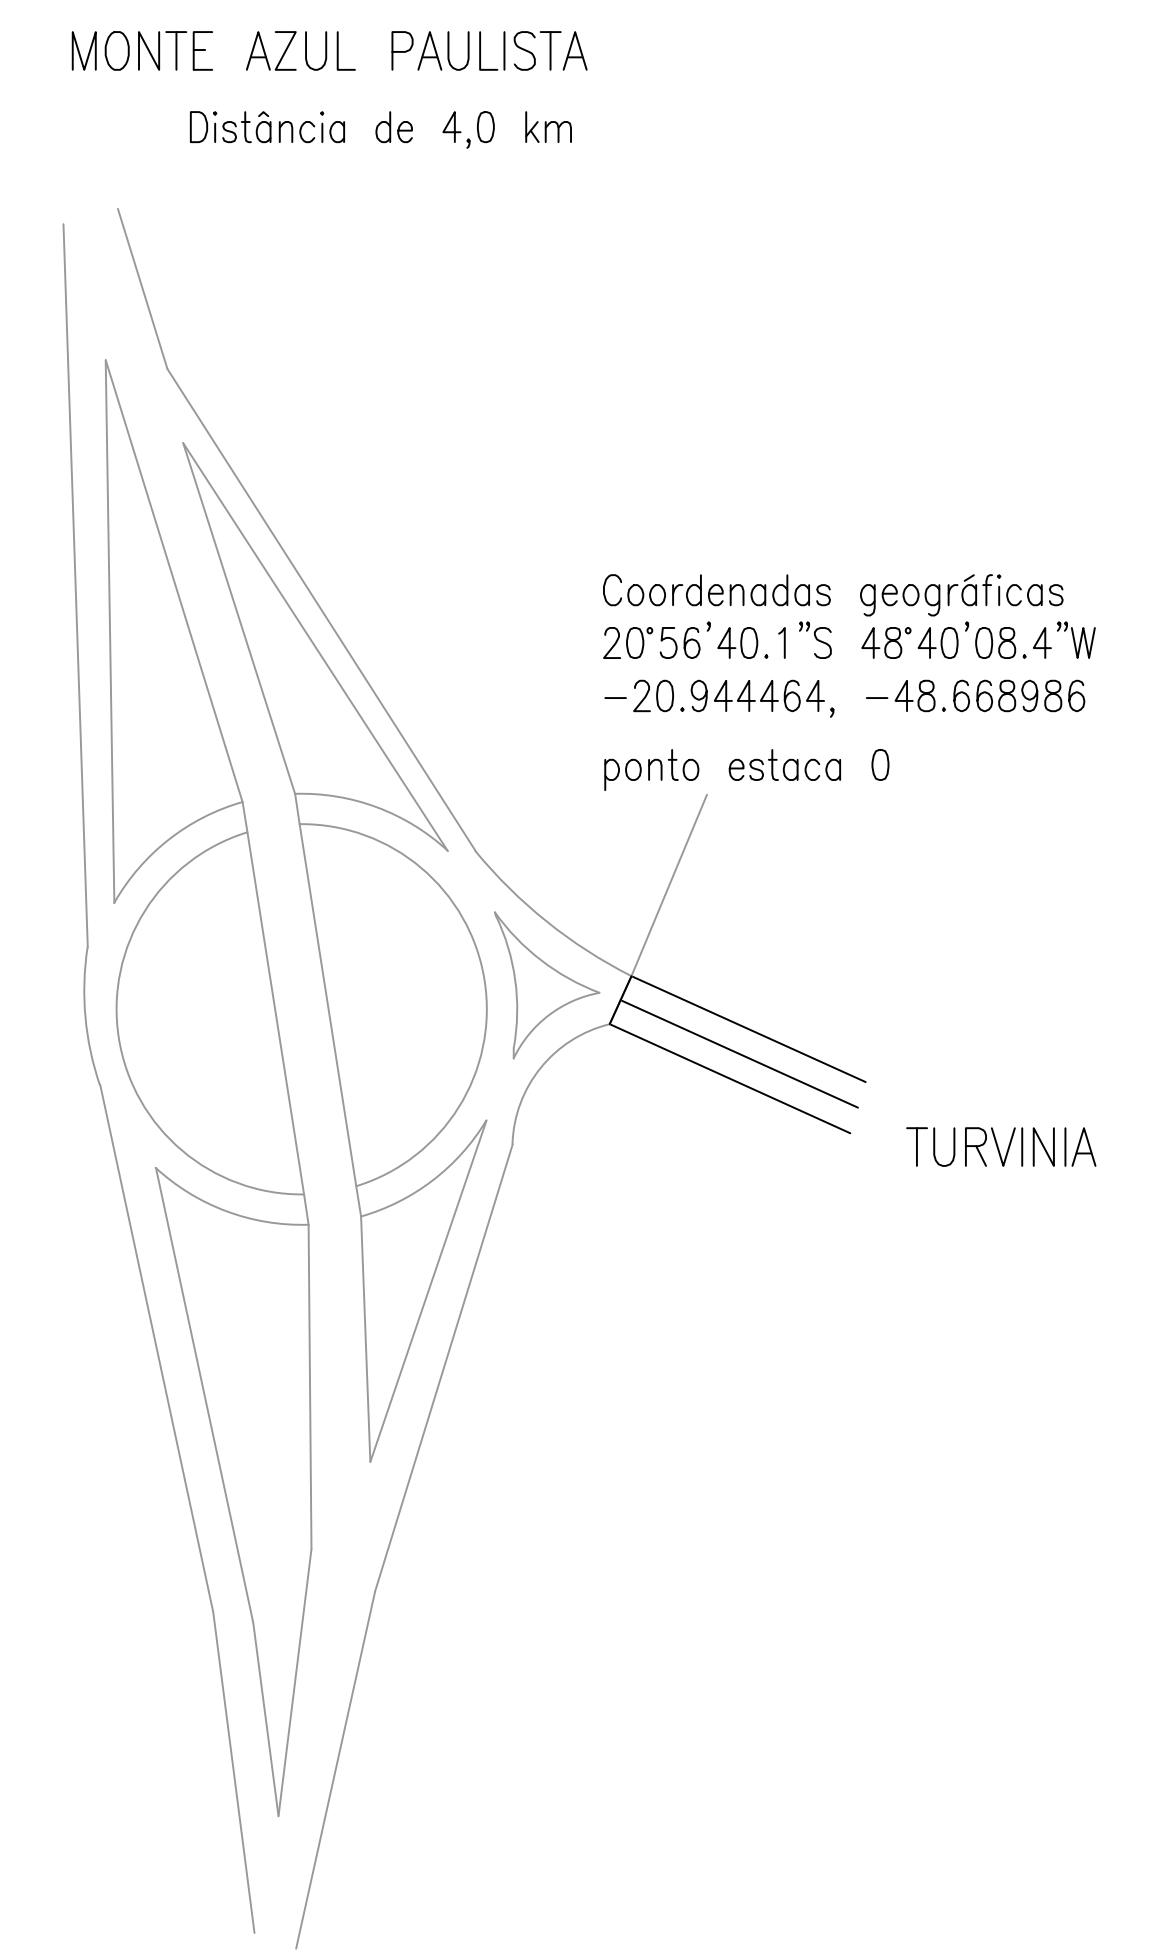 MONTE AZUL PAULISTA
Distância de 4,0 km
Coordenadas geográficas
20°56'40.1"S 48°40'08.4"W
-20.944464, -48.668986
ponto estaca 0
TURVINIA